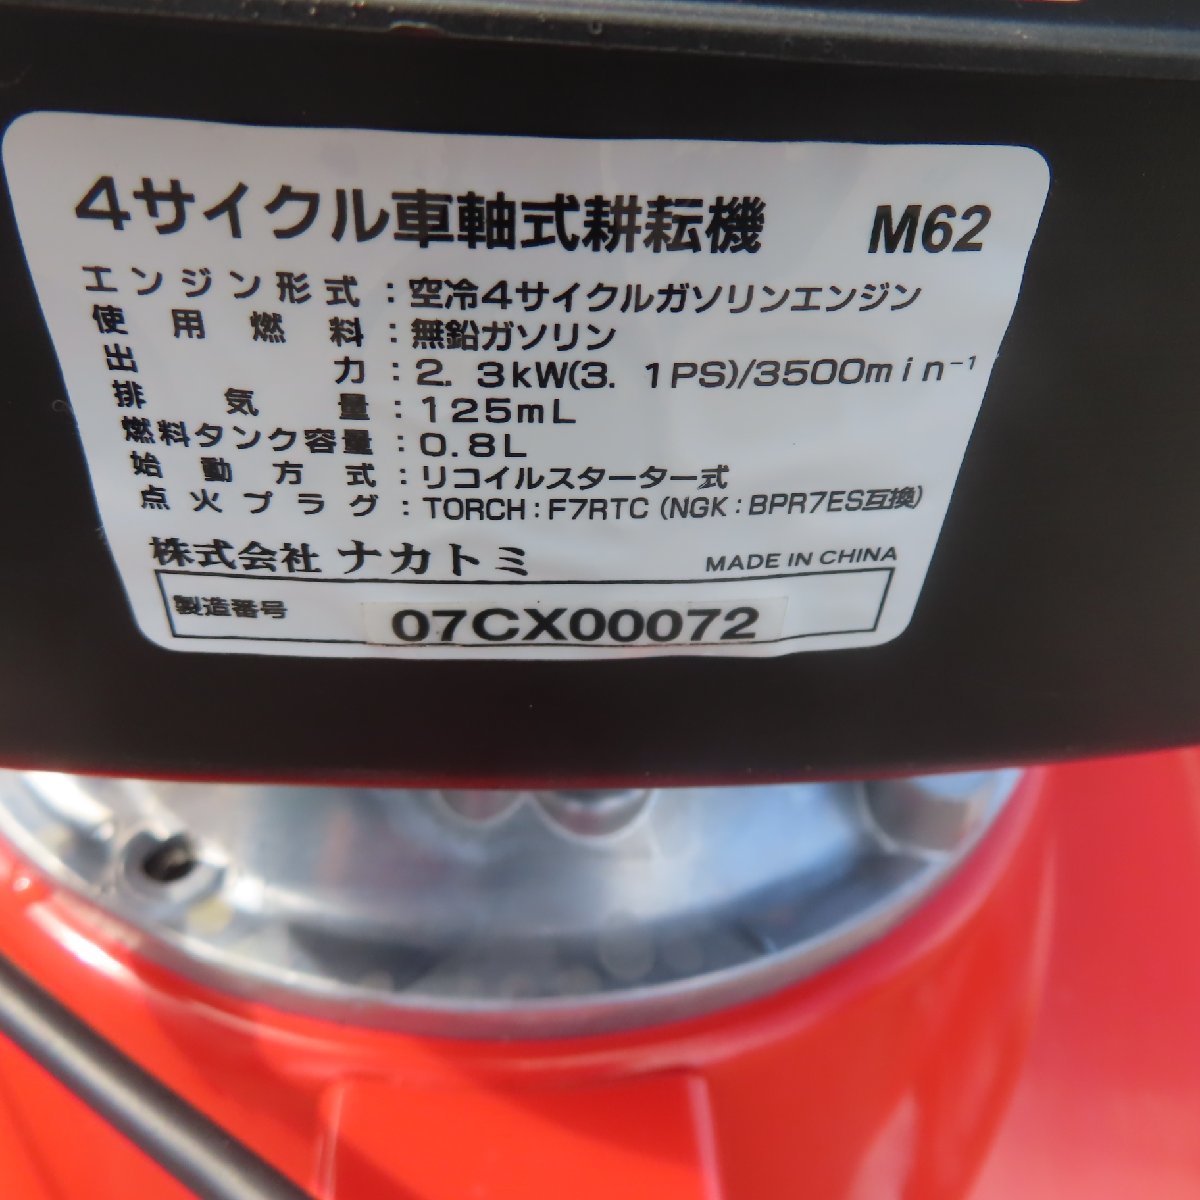 4サイクル車軸式耕耘機 M62
エンジン形式：空冷4サイクルガソリンエンジン
使用燃料：無鉛ガソリン
出力：2．3kW(3．1PS)/3500min⁻¹
排気量：125mL
燃料タンク容量：0.8L
始動方式：リコイルスターター式
点火プラグ：TORCH：F7RTC（NGK：BPR7ES互換）
株式会社 ナカトミ MADE IN CHINA
製造番号 07CX00072